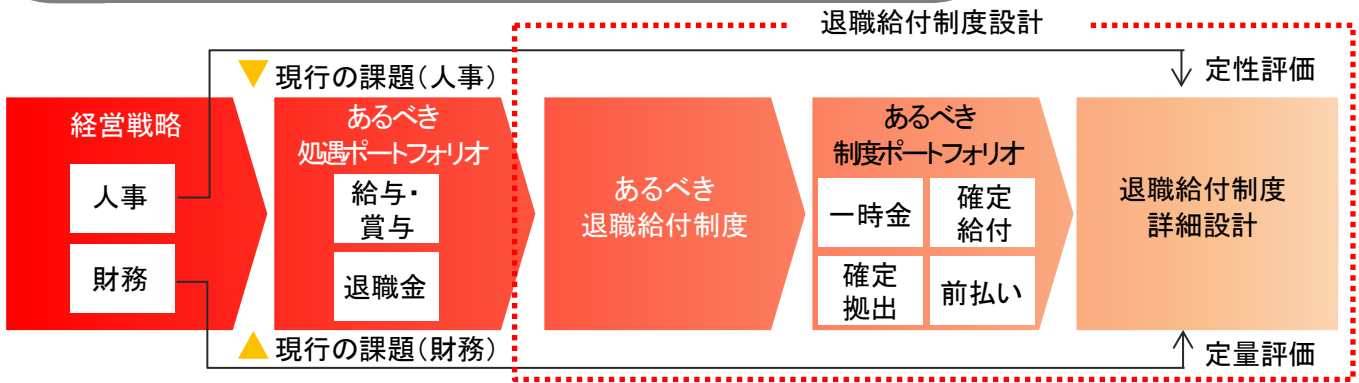 退職給付制度設計
現行の課題(人事)
定性評価
経営戦略
人事
財務
あるべき
処遇ポートフォリオ
給与・
賞与
退職金
あるべき
退職給付制度
あるべき
制度ポートフォリオ
一時金
確定
給付
確定
拠出
前払い
退職給付制度
詳細設計
現行の課題(財務)
定量評価